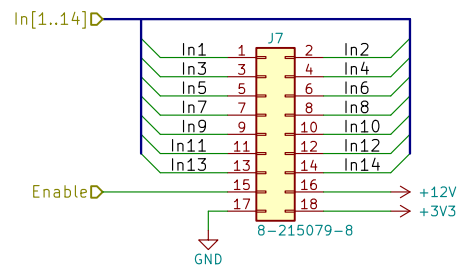 In[1..14]
J7
In1 1 2 In2
In3 3 4 In4
In5 5 6 In6
In7 7 8 In8
In9 9 10 In10
In11 11 12 In12
In13 13 14 In14
Enable 15 16 +12V
17 18 +3V3
8-215079-8
GND